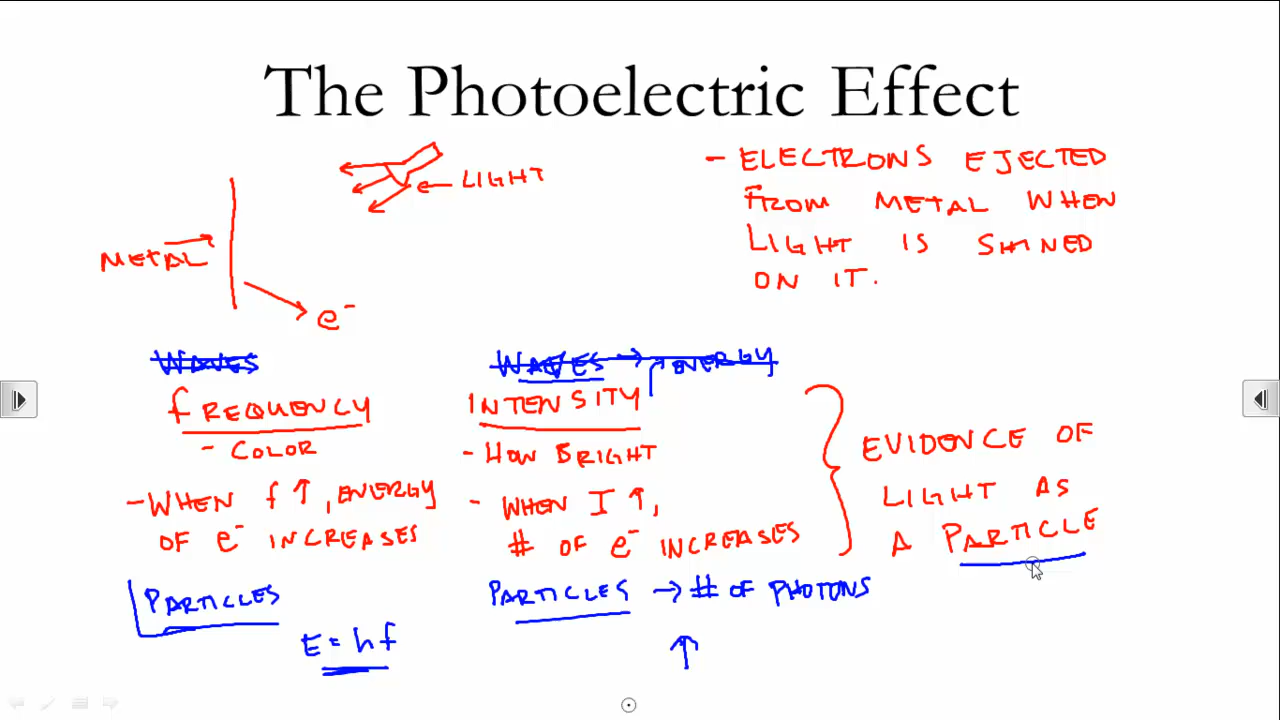 The Photoelectric Effect
LIGHT
METAL
e⁻
- ELECTRONS EJECTED
FROM METAL WHEN
LIGHT IS SHINED
ON IT.
WAVES
FREQUENCY
- COLOR
- WHEN f ↑, ENERGY
OF e⁻ INCREASES
PARTICLES
E = hf
WAVES → ↑ ENERGY
INTENSITY
- HOW BRIGHT
- WHEN I ↑,
# OF e⁻ INCREASES
PARTICLES → # OF PHOTONS
↑
EVIDENCE OF
LIGHT AS
A PARTICLE